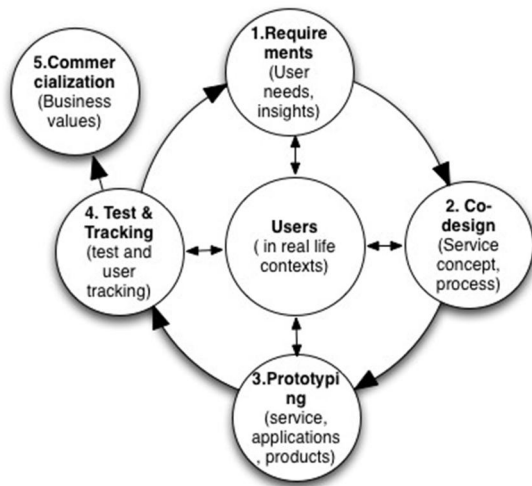 1.Require
ments
(User
needs,
insights)
5.Commer
cialization
(Business
values)
2. Co-
design
(Service
concept,
process)
Users
( in real life
contexts)
4. Test &
Tracking
(test and
user
tracking)
3.Prototypi
ng
(service,
applications
, products)